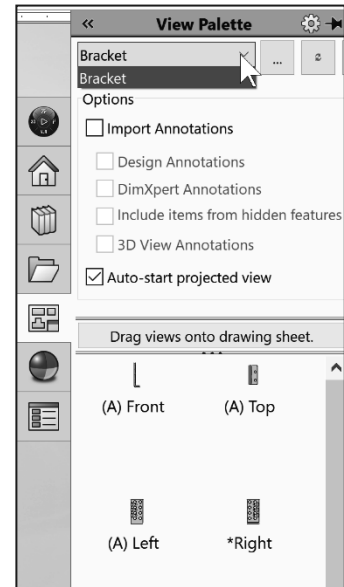 « View Palette
Bracket ...
Bracket
Options
Import Annotations
Design Annotations
DimXpert Annotations
Include items from hidden features
3D View Annotations
Auto-start projected view
Drag views onto drawing sheet.
(A) Front (A) Top
(A) Left *Right